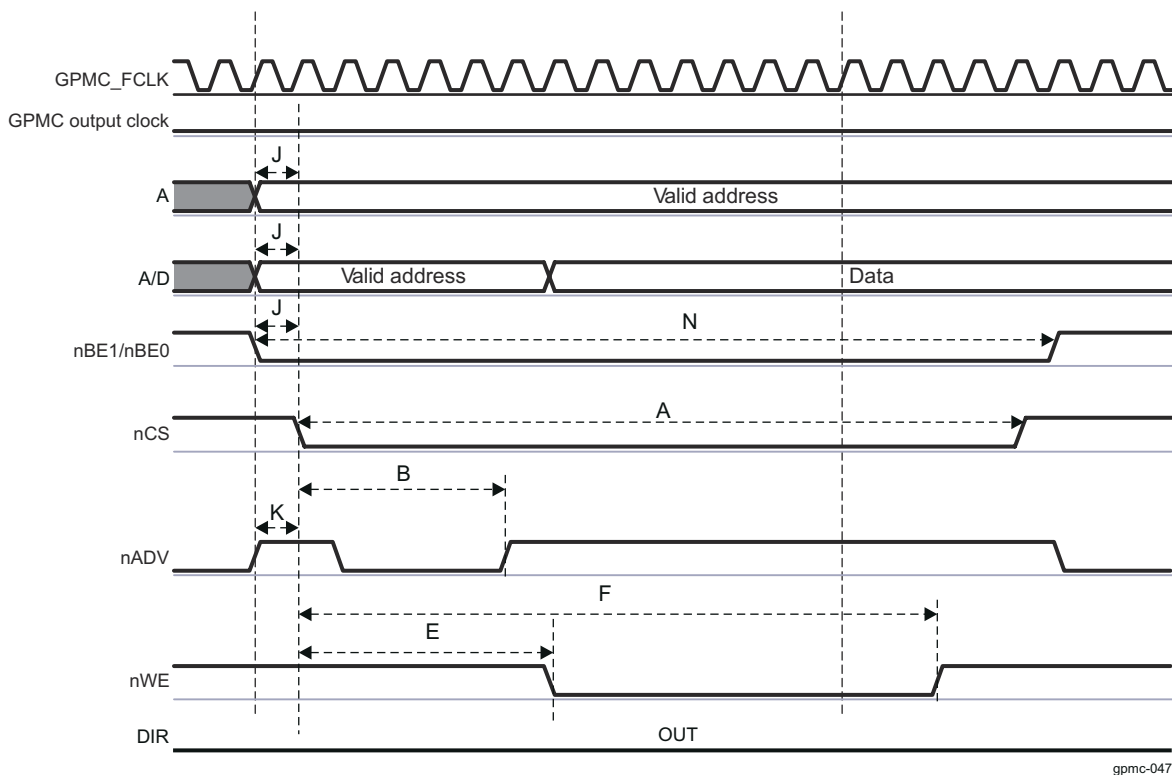 GPMC_FCLK
GPMC output clock
J
A
Valid address
J
A/D
Valid address
Data
J
N
nBE1/nBE0
A
nCS
B
K
nADV
F
E
nWE
DIR
OUT
gpmc-047